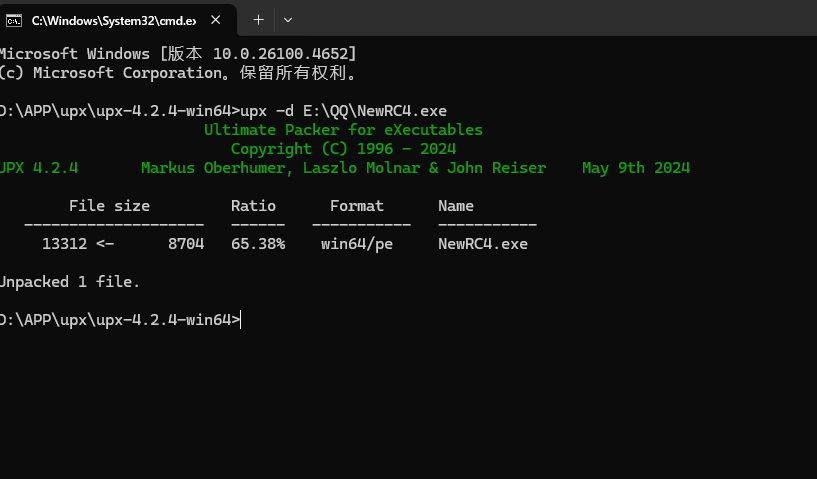 C:\Windows\System32\cmd.ex
Microsoft Windows [版本 10.0.26100.4652]
(c) Microsoft Corporation。保留所有权利。
D:\APP\upx\upx-4.2.4-win64>upx -d E:\QQ\NewRC4.exe
Ultimate Packer for eXecutables
Copyright (C) 1996 - 2024
UPX 4.2.4 Markus Oberhumer, Laszlo Molnar & John Reiser May 9th 2024
File size Ratio Format Name
-------------------- ------ ----------- -----------
13312 <- 8704 65.38% win64/pe NewRC4.exe
Unpacked 1 file.
D:\APP\upx\upx-4.2.4-win64>